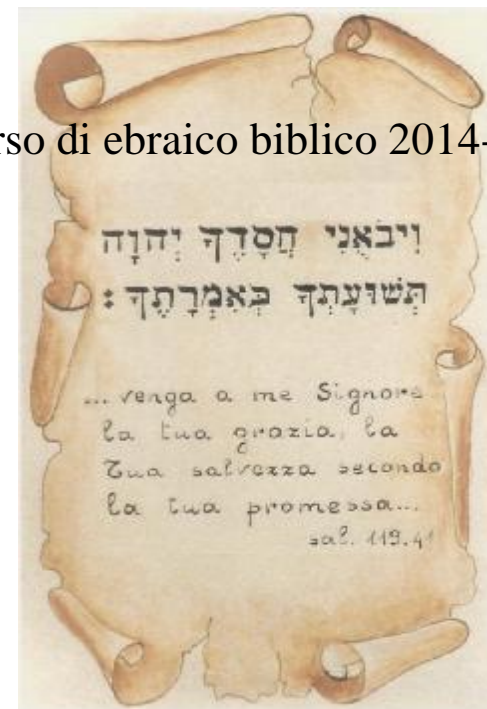 rso di ebraico biblico 2014-
וִיבֹאֻנִי חֲסָדֶךָ יְהוָה
תְּשׁוּעָתְךָ כְּאִמְרָתֶךָ׃
... venga a me Signore
la tua grazia, la
Tua salvezza secondo
la tua promessa...
sal. 119.41